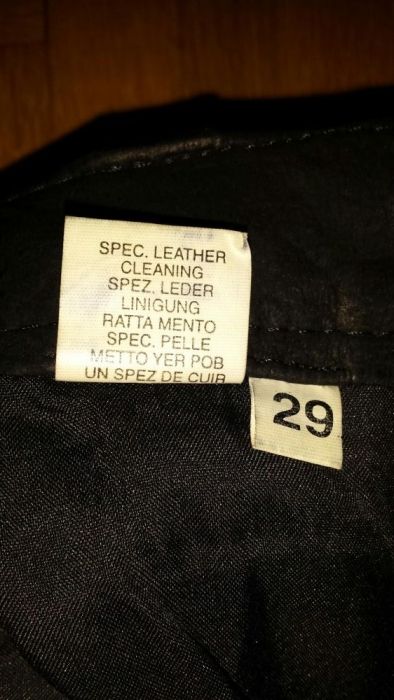 SPEC. LEATHER
CLEANING
SPEZ. LEDER
LINIGUNG
RATTA MENTO
SPEC. PELLE
METTO YER POB
UN SPEZ DE CUIR
29